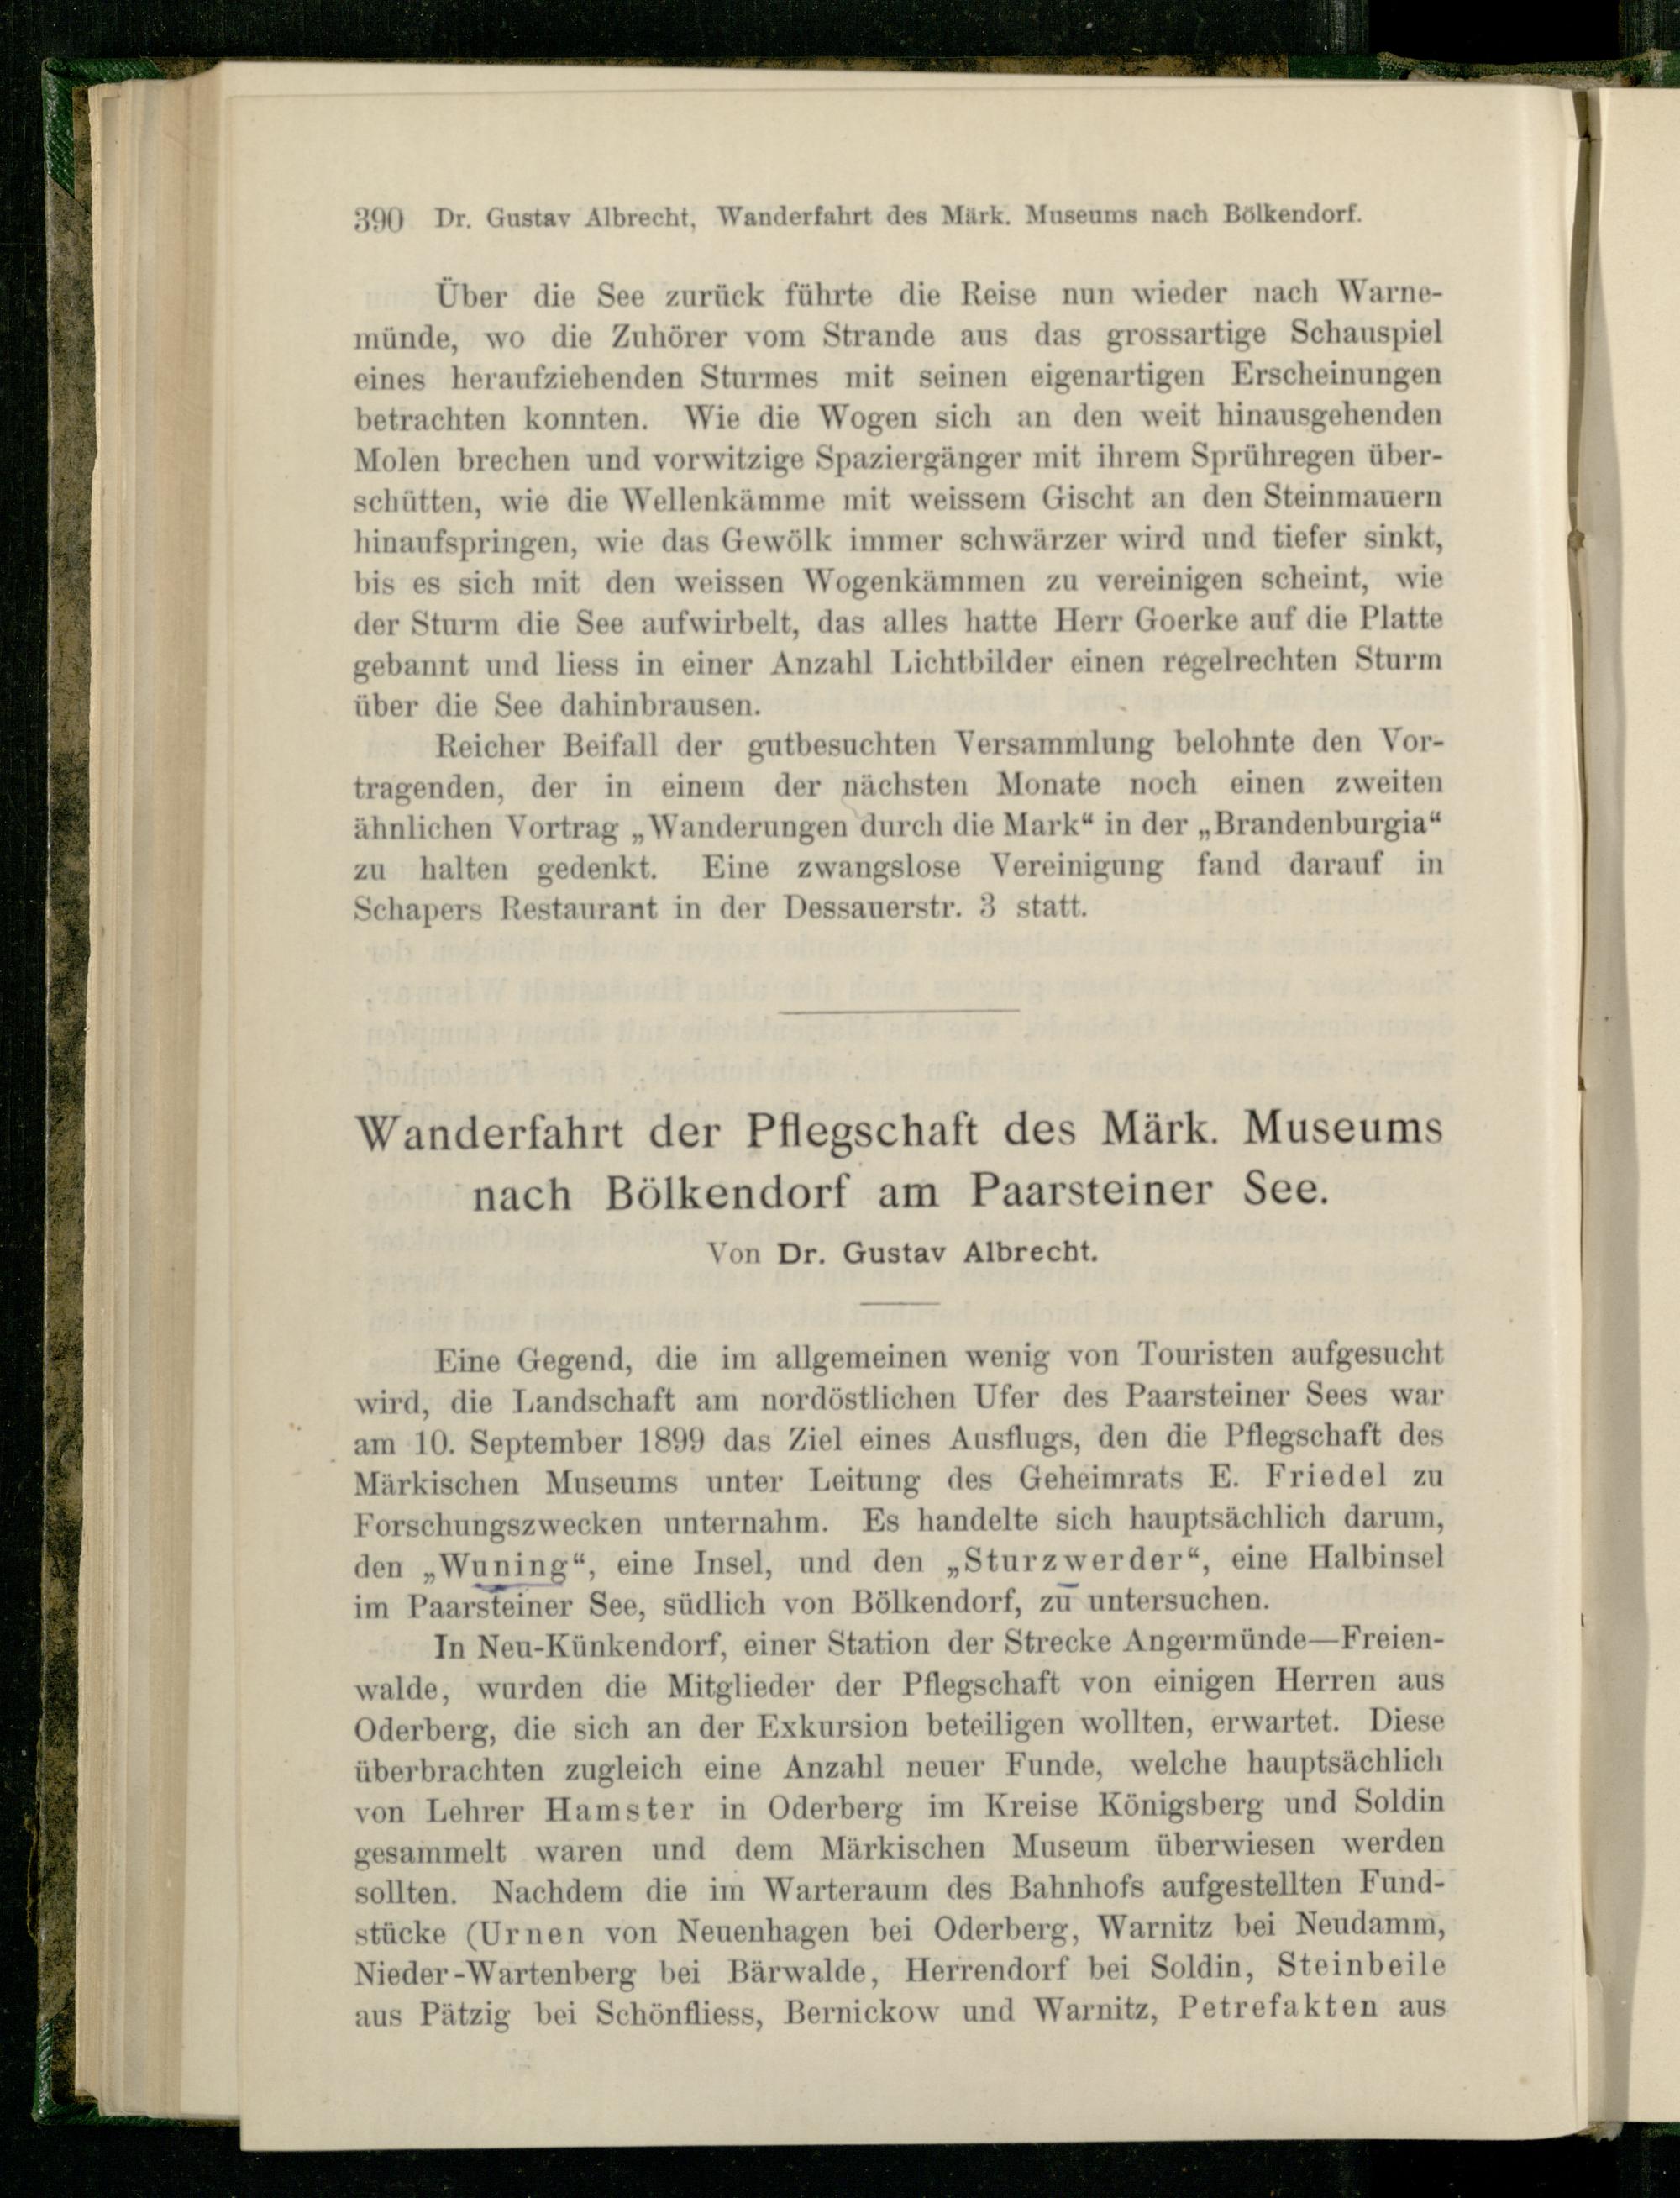 390 Dr. Gustav Albrecht, Wanderfahrt des Märk. Museums nach Bölkendorf.
Über die See zurück führte die Reise nun wieder nach Warne-
münde, wo die Zuhörer vom Strande aus das grossartige Schauspiel
eines heraufziehenden Sturmes mit seinen eigenartigen Erscheinungen
betrachten konnten. Wie die Wogen sich an den weit hinausgehenden
Molen brechen und vorwitzige Spaziergänger mit ihrem Sprühregen über-
schütten, wie die Wellenkämme mit weissem Gischt an den Steinmauern
hinaufspringen, wie das Gewölk immer schwärzer wird und tiefer sinkt,
bis es sich mit den weissen Wogenkämmen zu vereinigen scheint, wie
der Sturm die See aufwirbelt, das alles hatte Herr Goerke auf die Platte
gebannt und liess in einer Anzahl Lichtbilder einen regelrechten Sturm
über die See dahinbrausen.
Reicher Beifall der gutbesuchten Versammlung belohnte den Vor-
tragenden, der in einem der nächsten Monate noch einen zweiten
ähnlichen Vortrag „Wanderungen durch die Mark“ in der „Brandenburgia“
zu halten gedenkt. Eine zwangslose Vereinigung fand darauf in
Schapers Restaurant in der Dessauerstr. 3 statt.
Wanderfahrt der Pflegschaft des Märk. Museums
nach Bölkendorf am Paarsteiner See.
Von Dr. Gustav Albrecht.
Eine Gegend, die im allgemeinen wenig von Touristen aufgesucht
wird, die Landschaft am nordöstlichen Ufer des Paarsteiner Sees war
am 10. September 1899 das Ziel eines Ausflugs, den die Pflegschaft des
Märkischen Museums unter Leitung des Geheimrats E. Friedel zu
Forschungszwecken unternahm. Es handelte sich hauptsächlich darum,
den „Wuning“, eine Insel, und den „Sturzwerder“, eine Halbinsel
im Paarsteiner See, südlich von Bölkendorf, zu untersuchen.
In Neu-Künkendorf, einer Station der Strecke Angermünde—Freien-
walde, wurden die Mitglieder der Pflegschaft von einigen Herren aus
Oderberg, die sich an der Exkursion beteiligen wollten, erwartet. Diese
überbrachten zugleich eine Anzahl neuer Funde, welche hauptsächlich
von Lehrer Hamster in Oderberg im Kreise Königsberg und Soldin
gesammelt waren und dem Märkischen Museum überwiesen werden
sollten. Nachdem die im Warteraum des Bahnhofs aufgestellten Fund-
stücke (Urnen von Neuenhagen bei Oderberg, Warnitz bei Neudamm,
Nieder-Wartenberg bei Bärwalde, Herrendorf bei Soldin, Steinbeile
aus Pätzig bei Schönfliess, Bernickow und Warnitz, Petrefakten aus